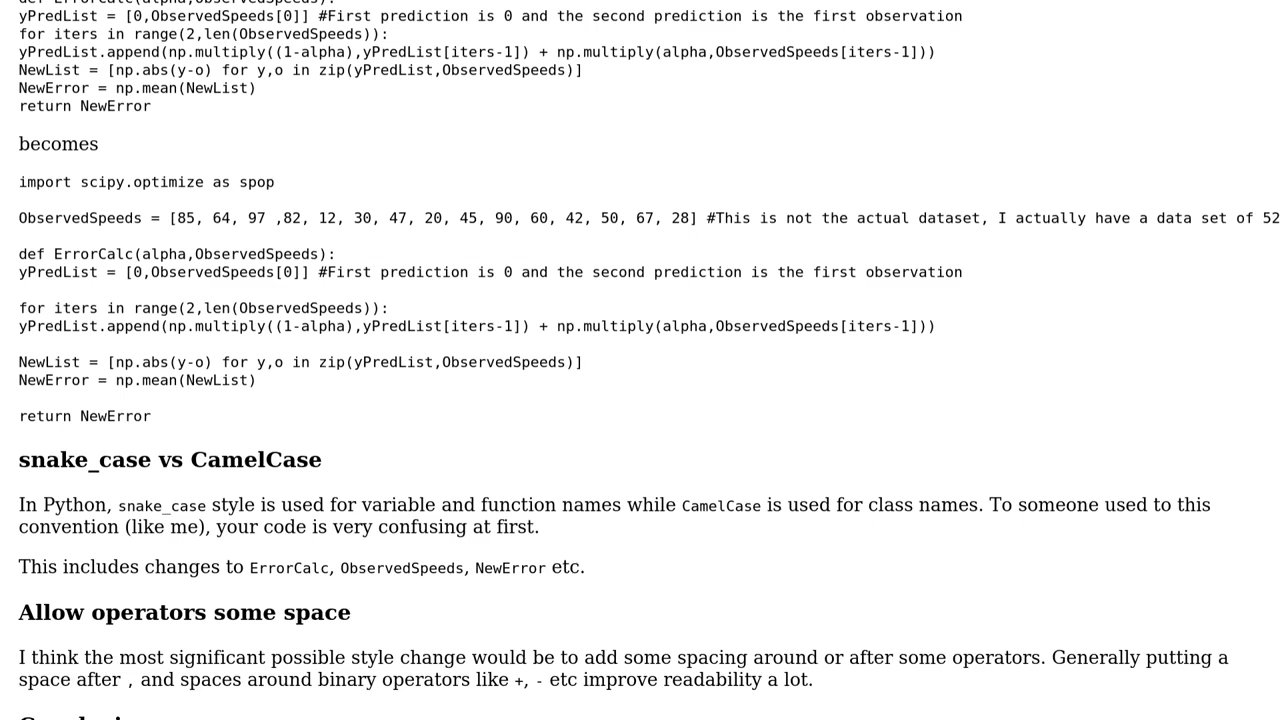 def ErrorCalc(alpha,ObservedSpeeds):
yPredList = [0,ObservedSpeeds[0]] #First prediction is 0 and the second prediction is the first observation
for iters in range(2,len(ObservedSpeeds)):
yPredList.append(np.multiply((1-alpha),yPredList[iters-1]) + np.multiply(alpha,ObservedSpeeds[iters-1]))
NewList = [np.abs(y-o) for y,o in zip(yPredList,ObservedSpeeds)]
NewError = np.mean(NewList)
return NewError
becomes
import scipy.optimize as spop
ObservedSpeeds = [85, 64, 97 ,82, 12, 30, 47, 20, 45, 90, 60, 42, 50, 67, 28] #This is not the actual dataset, I actually have a data set of 52
def ErrorCalc(alpha,ObservedSpeeds):
yPredList = [0,ObservedSpeeds[0]] #First prediction is 0 and the second prediction is the first observation
for iters in range(2,len(ObservedSpeeds)):
yPredList.append(np.multiply((1-alpha),yPredList[iters-1]) + np.multiply(alpha,ObservedSpeeds[iters-1]))
NewList = [np.abs(y-o) for y,o in zip(yPredList,ObservedSpeeds)]
NewError = np.mean(NewList)
return NewError
snake_case vs CamelCase
In Python, snake_case style is used for variable and function names while CamelCase is used for class names. To someone used to this
convention (like me), your code is very confusing at first.
This includes changes to ErrorCalc, ObservedSpeeds, NewError etc.
Allow operators some space
I think the most significant possible style change would be to add some spacing around or after some operators. Generally putting a
space after , and spaces around binary operators like +, - etc improve readability a lot.